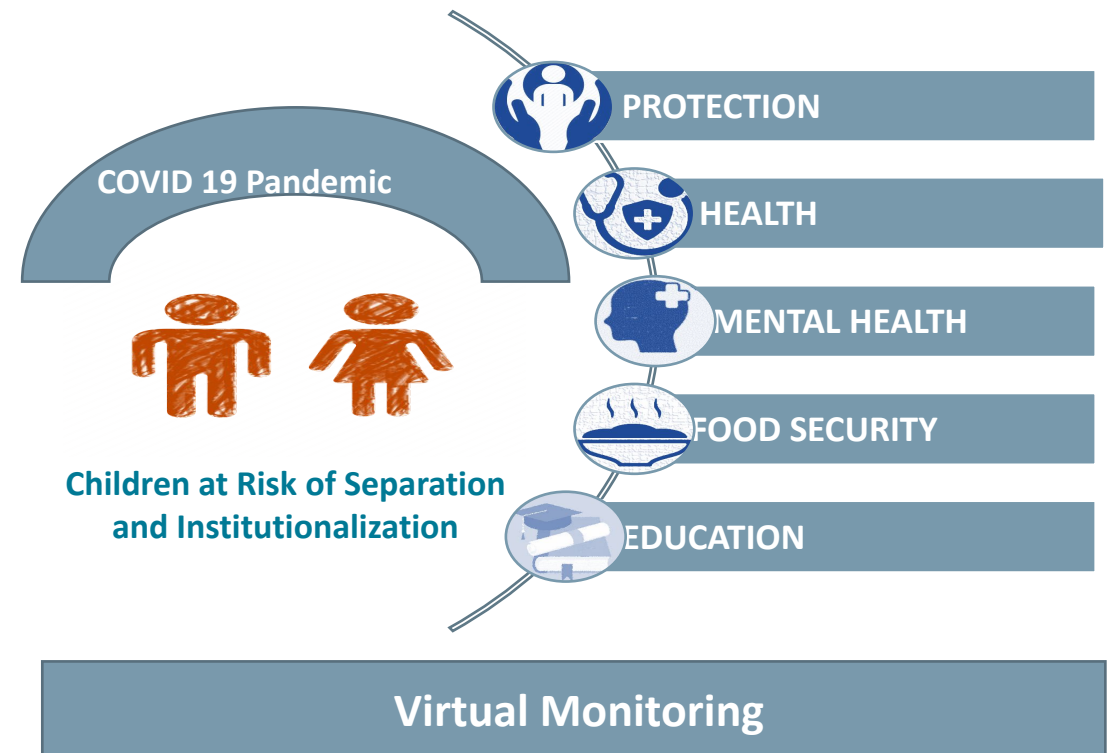 COVID 19 Pandemic
Children at Risk of Separation
and Institutionalization
PROTECTION
HEALTH
MENTAL HEALTH
FOOD SECURITY
EDUCATION
Virtual Monitoring